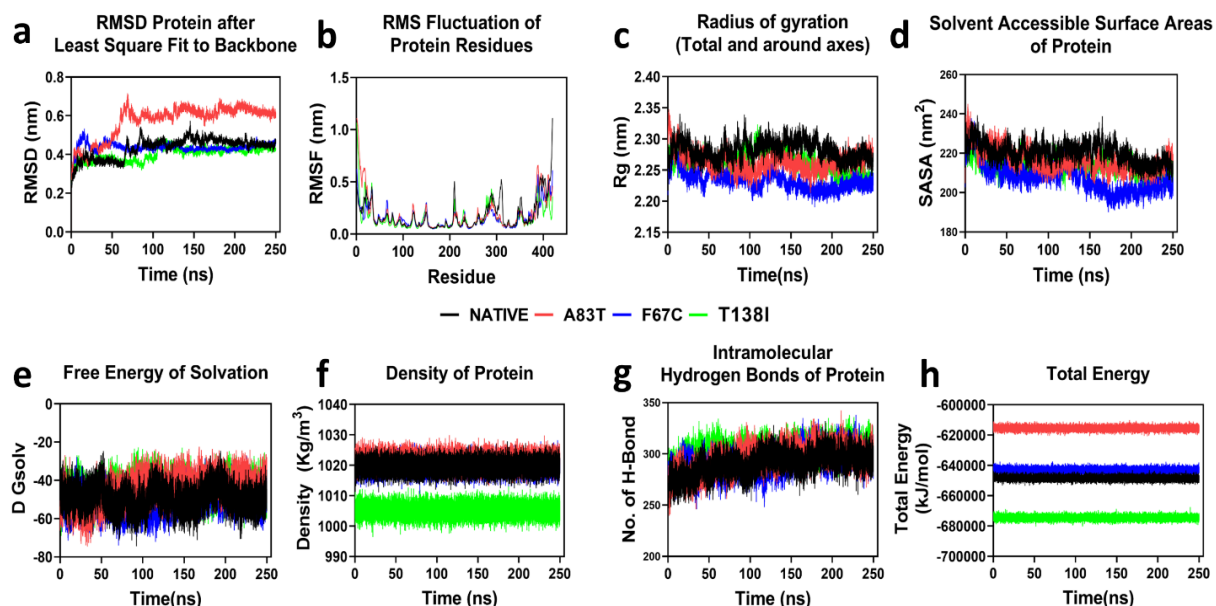 a
RMSD Protein after
Least Square Fit to Backbone
RMSD (nm)
0.8
0.6
0.4
0.2
0.0
0 50 100 150 200 250
Time (ns)
b
RMS Fluctuation of
Protein Residues
RMSF (nm)
1.5
1.0
0.5
0.0
0 100 200 300 400
Residue
c
Radius of gyration
(Total and around axes)
Rg (nm)
2.40
2.35
2.30
2.25
2.20
2.15
0 50 100 150 200 250
Time(ns)
d
Solvent Accessible Surface Areas
of Protein
SASA (nm²)
260
240
220
200
180
0 50 100 150 200 250
Time (ns)
NATIVE A83T F67C T138I
e
Free Energy of Solvation
D Gsolv
0
-20
-40
-60
-80
0 50 100 150 200 250
Time(ns)
f
Density of Protein
Density (Kg/m³)
1040
1030
1020
1010
1000
990
0 50 100 150 200 250
Time(ns)
g
Intramolecular
Hydrogen Bonds of Protein
No. of H-Bond
350
300
250
200
0 50 100 150 200 250
Time(ns)
h
Total Energy
Total Energy
(kJ/mol)
-600000
-620000
-640000
-660000
-680000
-700000
0 50 100 150 200 250
Time(ns)